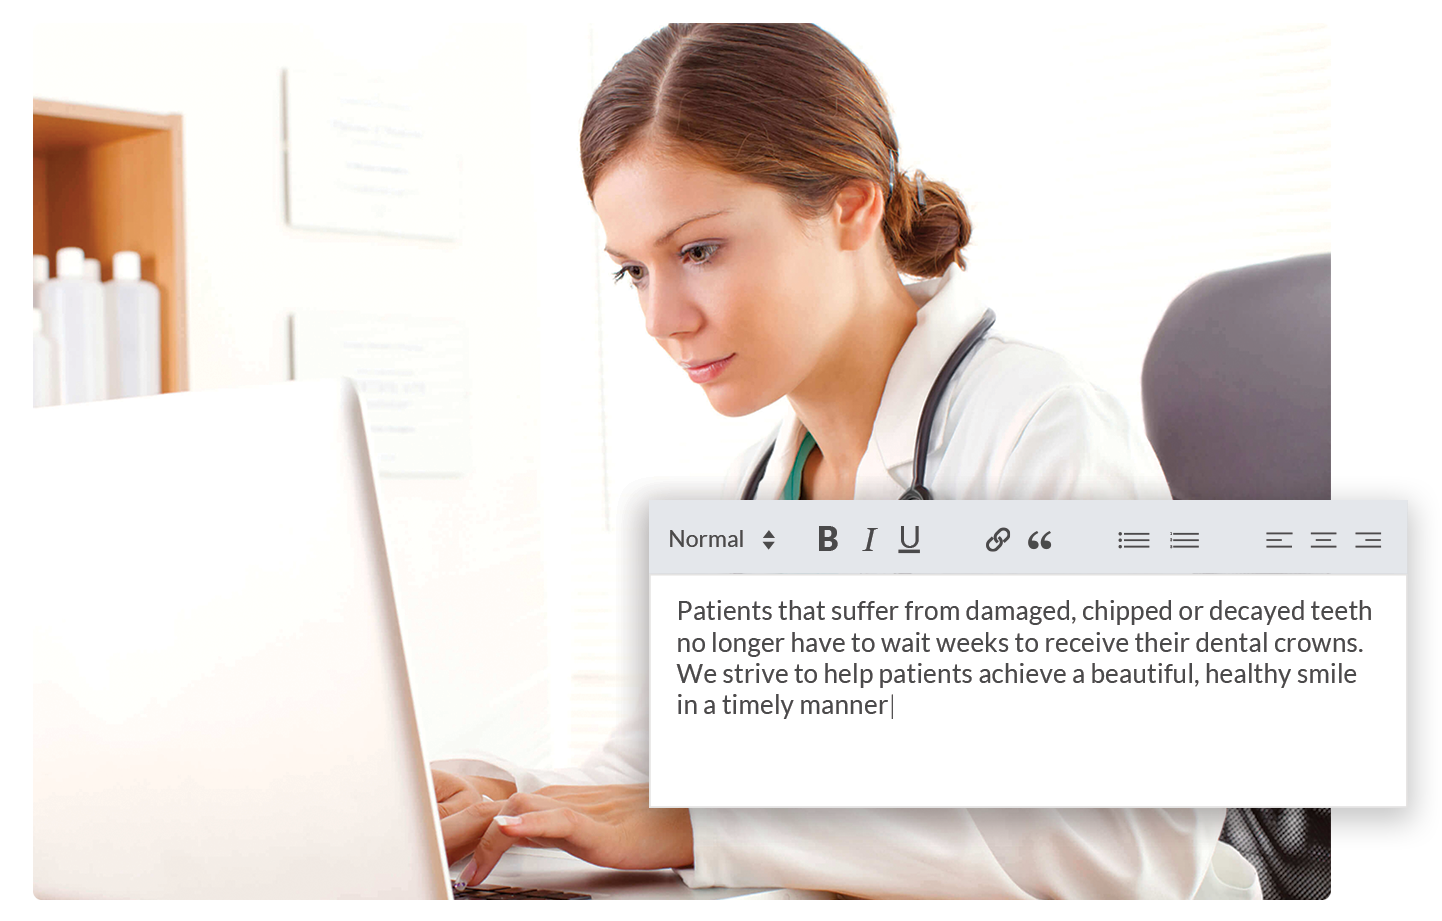 Normal B I U
Patients that suffer from damaged, chipped or decayed teeth
no longer have to wait weeks to receive their dental crowns.
We strive to help patients achieve a beautiful, healthy smile
in a timely manner